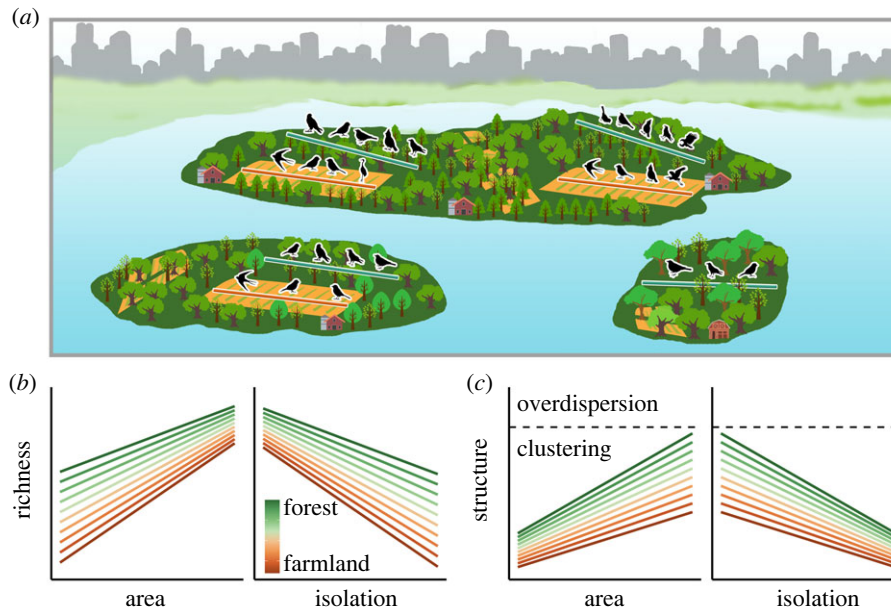 (a)
(b)
richness
forest
farmland
area
isolation
(c)
structure
overdispersion
clustering
area
isolation